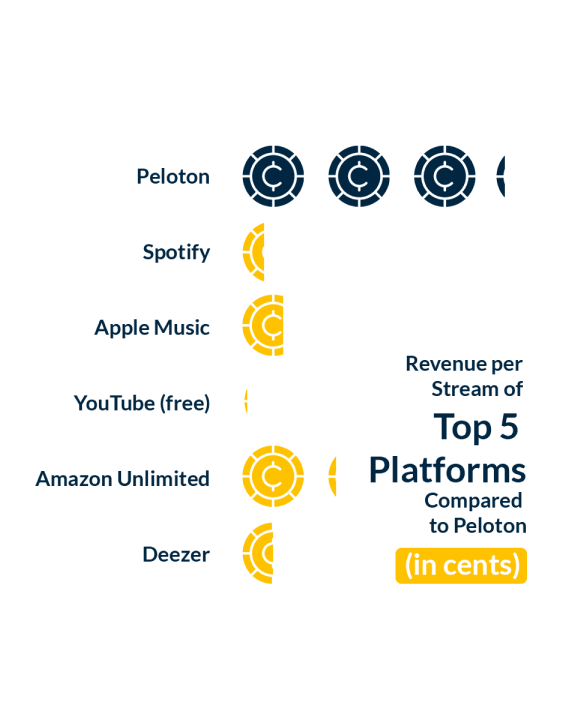 Peloton
Spotify
Apple Music
YouTube (free)
Amazon Unlimited
Deezer
Revenue per
Stream of
Top 5
Platforms
Compared
to Peloton
(in cents)